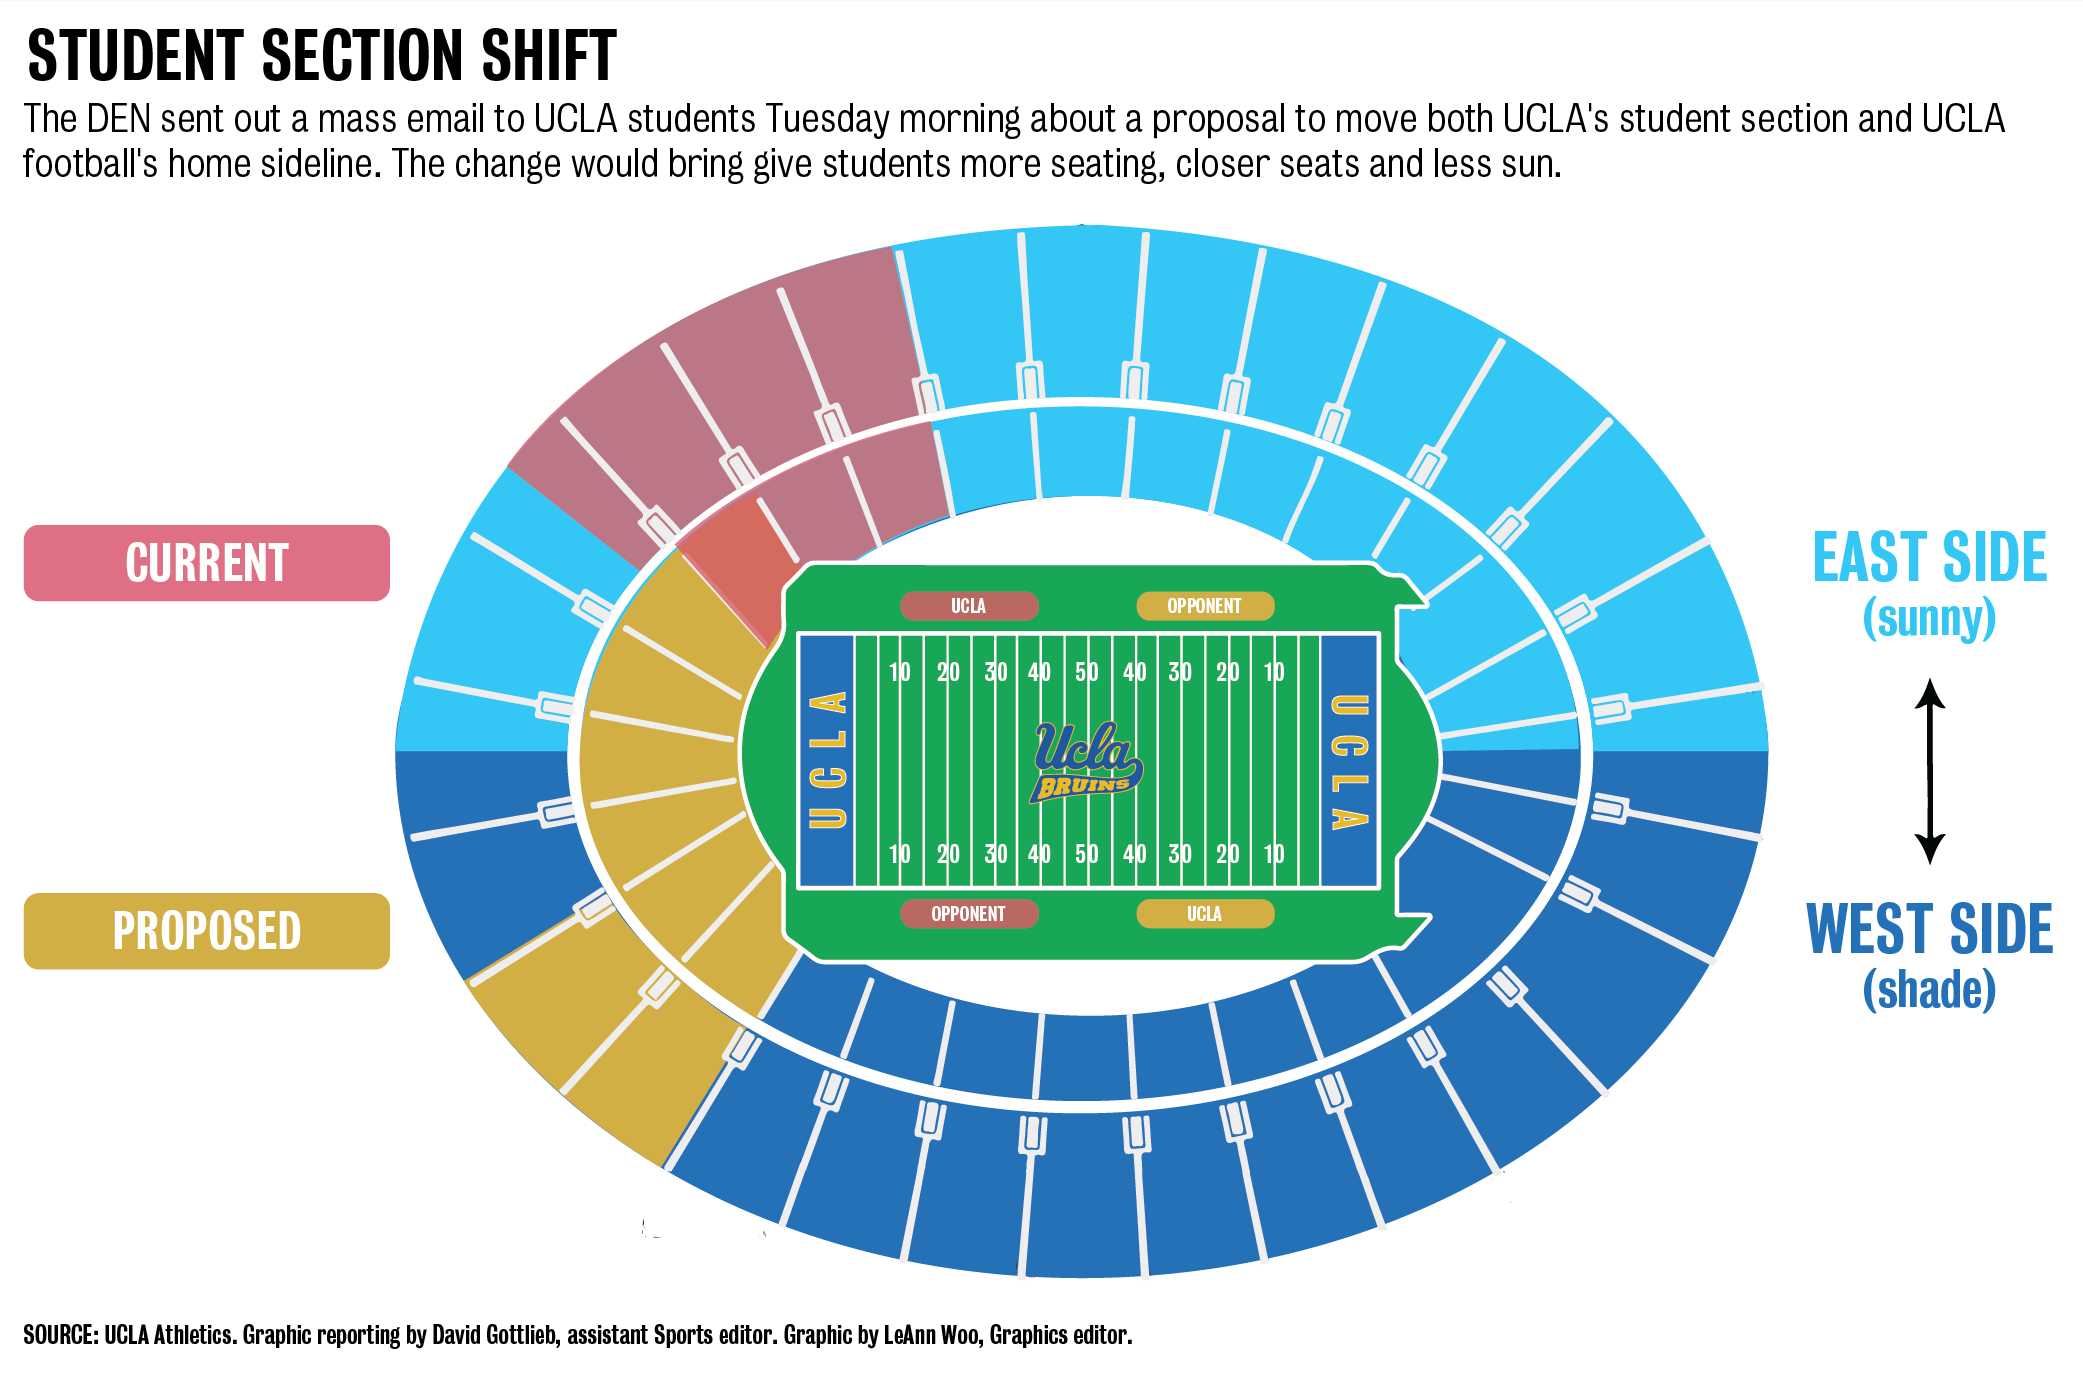 STUDENT SECTION SHIFT
The DEN sent out a mass email to UCLA students Tuesday morning about a proposal to move both UCLA's student section and UCLA
football's home sideline. The change would bring give students more seating, closer seats and less sun.
CURRENT
PROPOSED
EAST SIDE
(sunny)
WEST SIDE
(shade)
UCLA
OPPONENT
10 20 30 40 50 40 30 20 10
UCLA
Ucla
BRUINS
UCLA
10 20 30 40 50 40 30 20 10
OPPONENT
UCLA
SOURCE: UCLA Athletics. Graphic reporting by David Gottlieb, assistant Sports editor. Graphic by LeAnn Woo, Graphics editor.